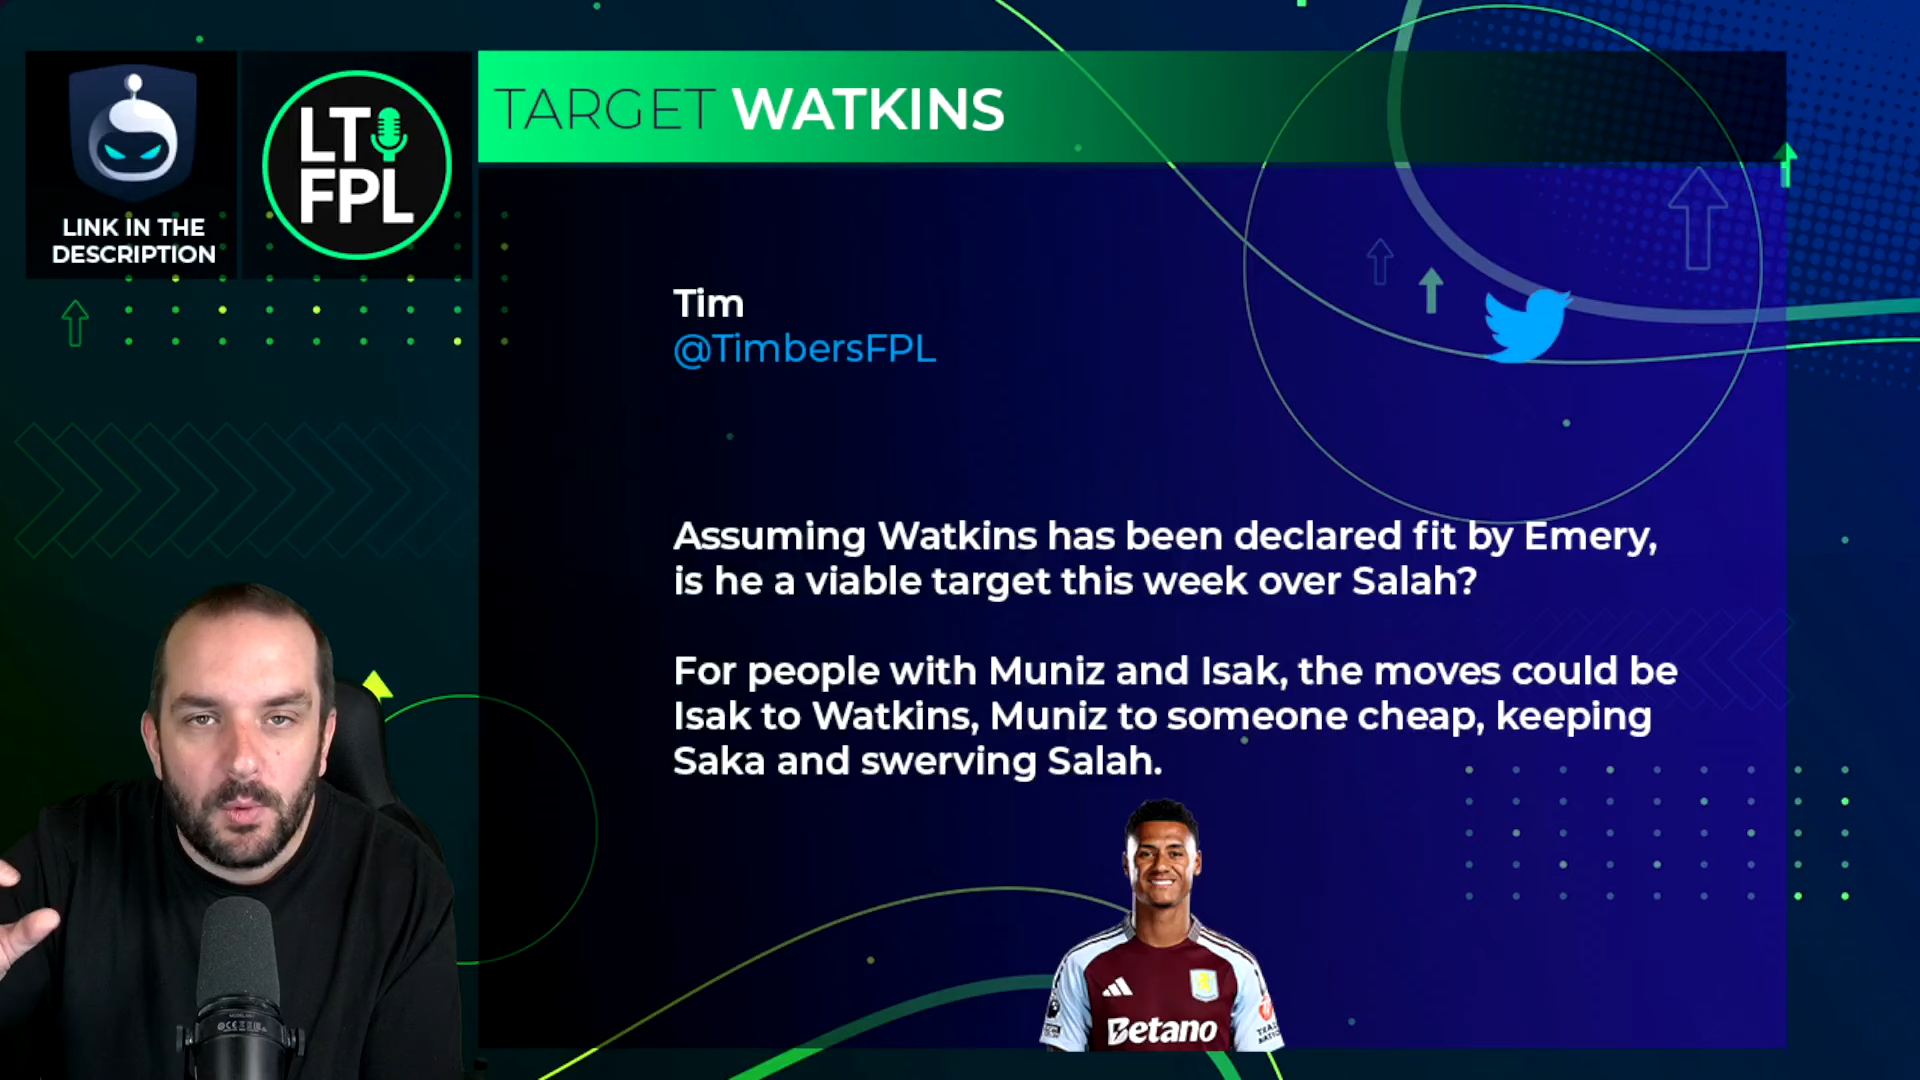 LINK IN THE
DESCRIPTION
LT
FPL
TARGET WATKINS
Tim
@TimbersFPL
Assuming Watkins has been declared fit by Emery,
is he a viable target this week over Salah?
For people with Muniz and Isak, the moves could be
Isak to Watkins, Muniz to someone cheap, keeping
Saka and swerving Salah.
Betano